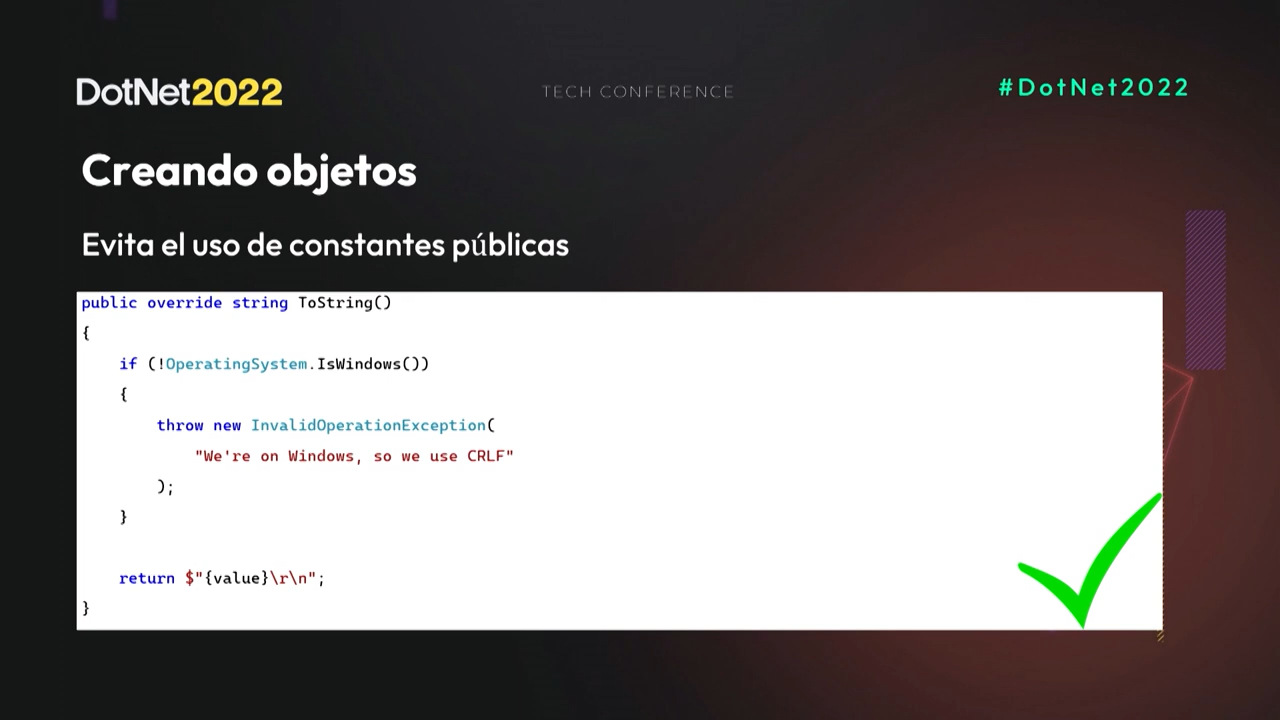 DotNet2022
TECH CONFERENCE
#DotNet2022
Creando objetos
Evita el uso de constantes públicas
public override string ToString()
{
    if (!OperatingSystem.IsWindows())
    {
        throw new InvalidOperationException(
            "We're on Windows, so we use CRLF"
        );
    }
    return $"{value}\r\n";
}